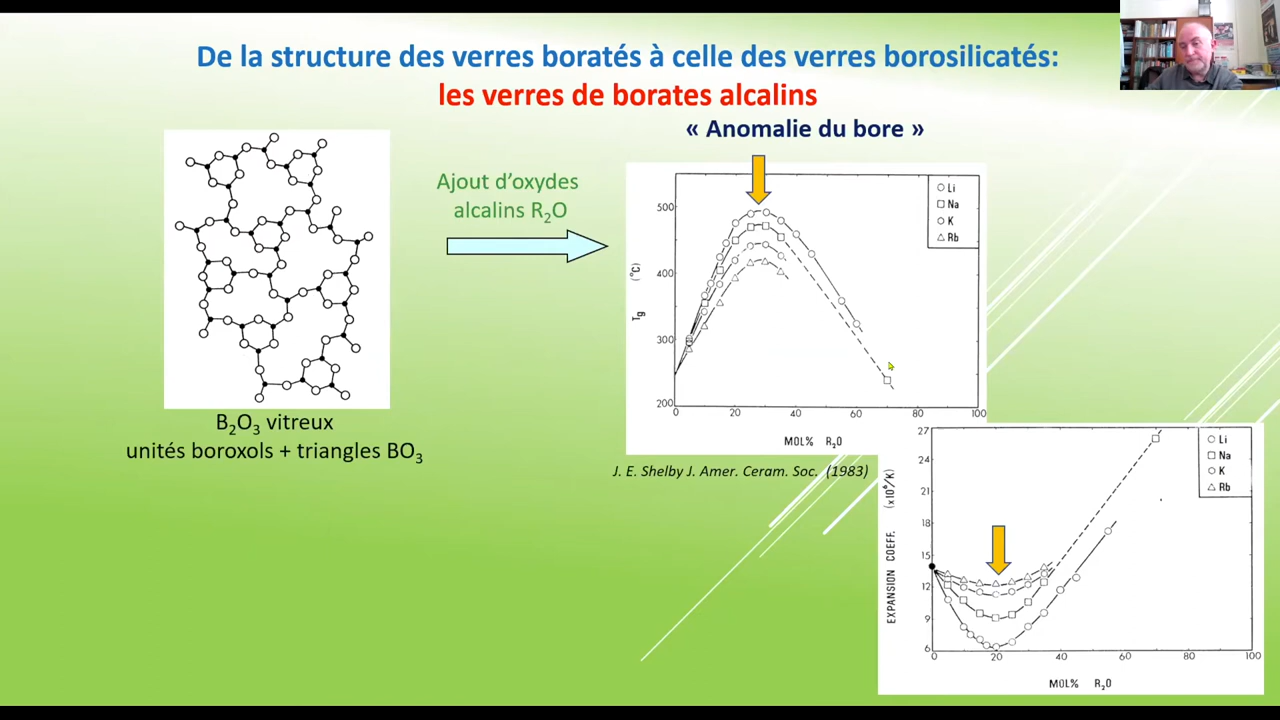 De la structure des verres boratés à celle des verres borosilicatés:
les verres de borates alcalins
« Anomalie du bore »
Ajout d'oxydes
alcalins R₂O
B₂O₃ vitreux
unités boroxols + triangles BO₃
500
400
300
200
Tg (°C)
0 20 40 60 80 100
MOL% R₂O
Li
Na
K
Rb
J. E. Shelby J. Amer. Ceram. Soc. (1983)
27
24
21
18
15
12
9
6
EXPANSION COEFF. (x10⁶/K)
0 20 40 60 80 100
MOL% R₂O
Li
Na
K
Rb